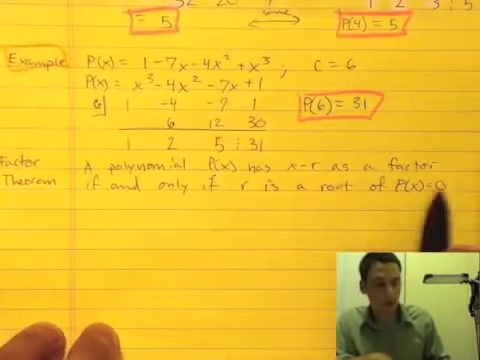 = 5
same
P(4) = 5
Example P(x) = 1 - 7x - 4x² + x³ ; c = 6
P(x) = x³ - 4x² - 7x + 1
6 1 -4 -7 1
P(6) = 31
6 12 30
1 2 5 31
Factor Theorem
A polynomial P(x) has x-r as a factor
if and only if r is a root of P(x)=0